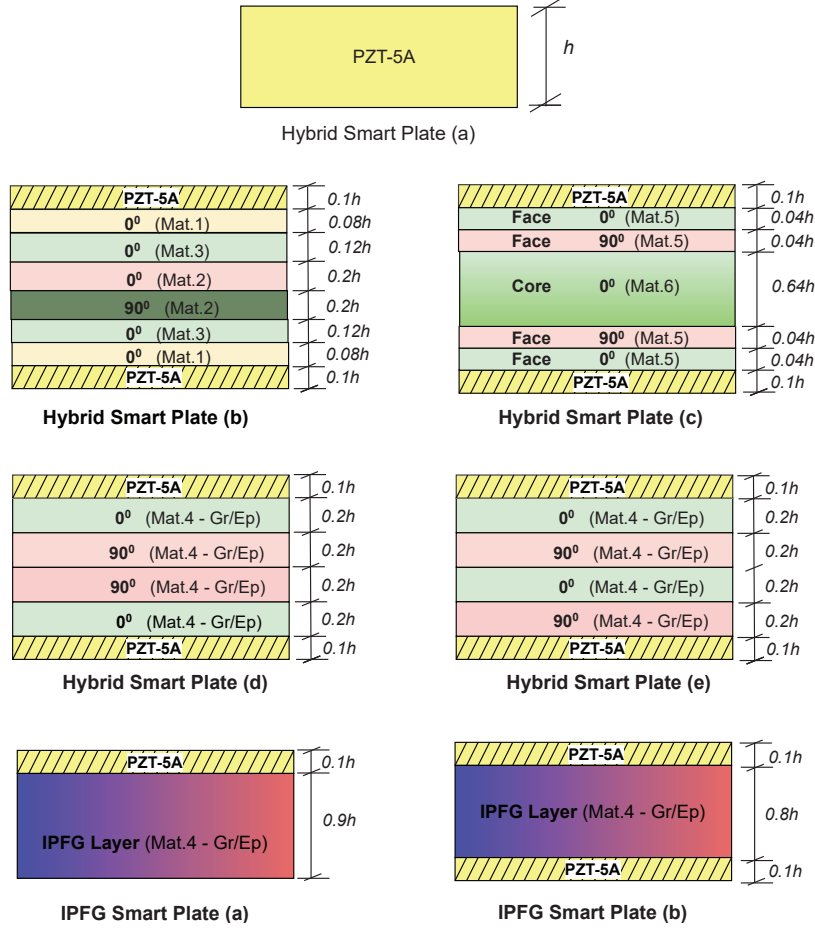 PZT-5A
h
Hybrid Smart Plate (a)
PZT-5A
0.1h
0⁰ (Mat.1)
0.08h
0⁰ (Mat.3)
0.12h
0⁰ (Mat.2)
0.2h
90⁰ (Mat.2)
0.2h
0⁰ (Mat.3)
0.12h
0⁰ (Mat.1)
0.08h
PZT-5A
0.1h
Hybrid Smart Plate (b)
PZT-5A
0.1h
Face 0⁰ (Mat.5)
0.04h
Face 90⁰ (Mat.5)
0.04h
Core 0⁰ (Mat.6)
0.64h
Face 90⁰ (Mat.5)
0.04h
Face 0⁰ (Mat.5)
0.04h
PZT-5A
0.1h
Hybrid Smart Plate (c)
PZT-5A
0.1h
0⁰ (Mat.4 - Gr/Ep)
0.2h
90⁰ (Mat.4 - Gr/Ep)
0.2h
90⁰ (Mat.4 - Gr/Ep)
0.2h
0⁰ (Mat.4 - Gr/Ep)
0.2h
PZT-5A
0.1h
Hybrid Smart Plate (d)
PZT-5A
0.1h
0⁰ (Mat.4 - Gr/Ep)
0.2h
90⁰ (Mat.4 - Gr/Ep)
0.2h
0⁰ (Mat.4 - Gr/Ep)
0.2h
90⁰ (Mat.4 - Gr/Ep)
0.2h
PZT-5A
0.1h
Hybrid Smart Plate (e)
PZT-5A
0.1h
IPFG Layer (Mat.4 - Gr/Ep)
0.9h
IPFG Smart Plate (a)
PZT-5A
0.1h
IPFG Layer (Mat.4 - Gr/Ep)
0.8h
PZT-5A
0.1h
IPFG Smart Plate (b)